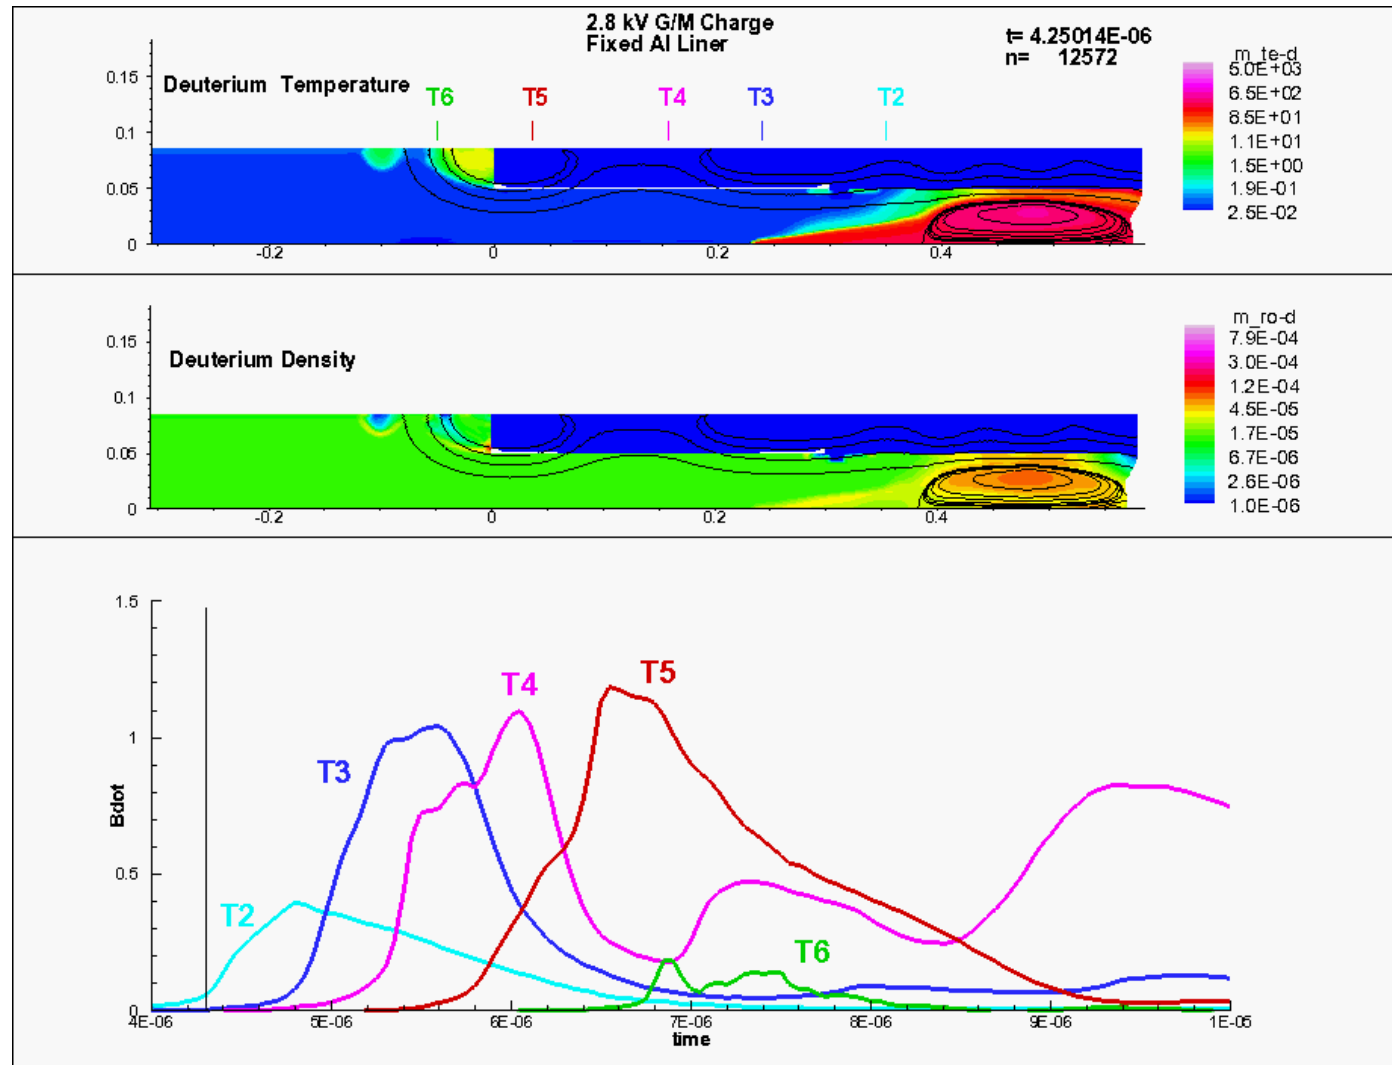 2.8 kV G/M Charge
Fixed Al Liner
t= 4.25014E-06
n= 12572
Deuterium Temperature
T6 T5 T4 T3 T2
0.15
0.1
0.05
0
-0.2 0 0.2 0.4
m_te-d
5.0E+03
6.5E+02
8.5E+01
1.1E+01
1.5E+00
1.9E-01
2.5E-02
Deuterium Density
0.15
0.1
0.05
0
-0.2 0 0.2 0.4
m_ro-d
7.9E-04
3.0E-04
1.2E-04
4.5E-05
1.7E-05
6.7E-06
2.6E-06
1.0E-06
1.5
1
0.5
0
Bdot
T2
T3
T4
T5
T6
4E-06 5E-06 6E-06 7E-06 8E-06 9E-06 1E-05
time